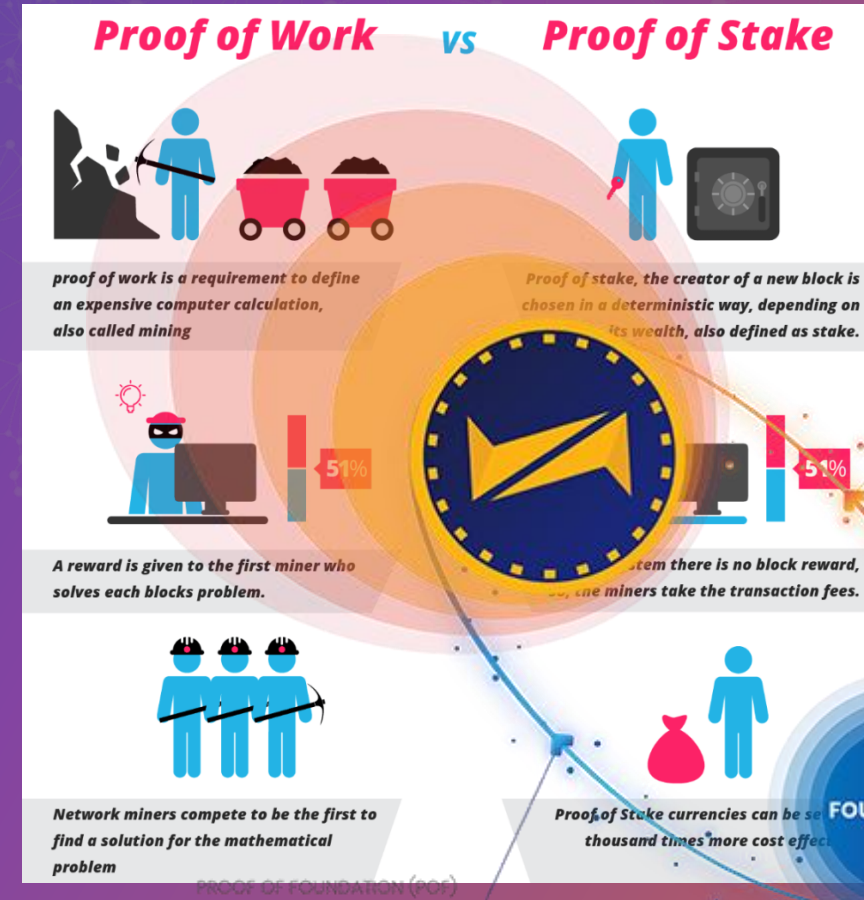 Proof of Work vs Proof of Stake
proof of work is a requirement to define
an expensive computer calculation,
also called mining
Proof of stake, the creator of a new block is
chosen in a deterministic way, depending on
its wealth, also defined as stake.
51%
51%
A reward is given to the first miner who
solves each blocks problem.
there is no block reward,
so, the miners take the transaction fees.
Network miners compete to be the first to
find a solution for the mathematical
problem
Proof of Stake currencies can be
thousand times more cost
PROOF OF FOUNDATION (POF)